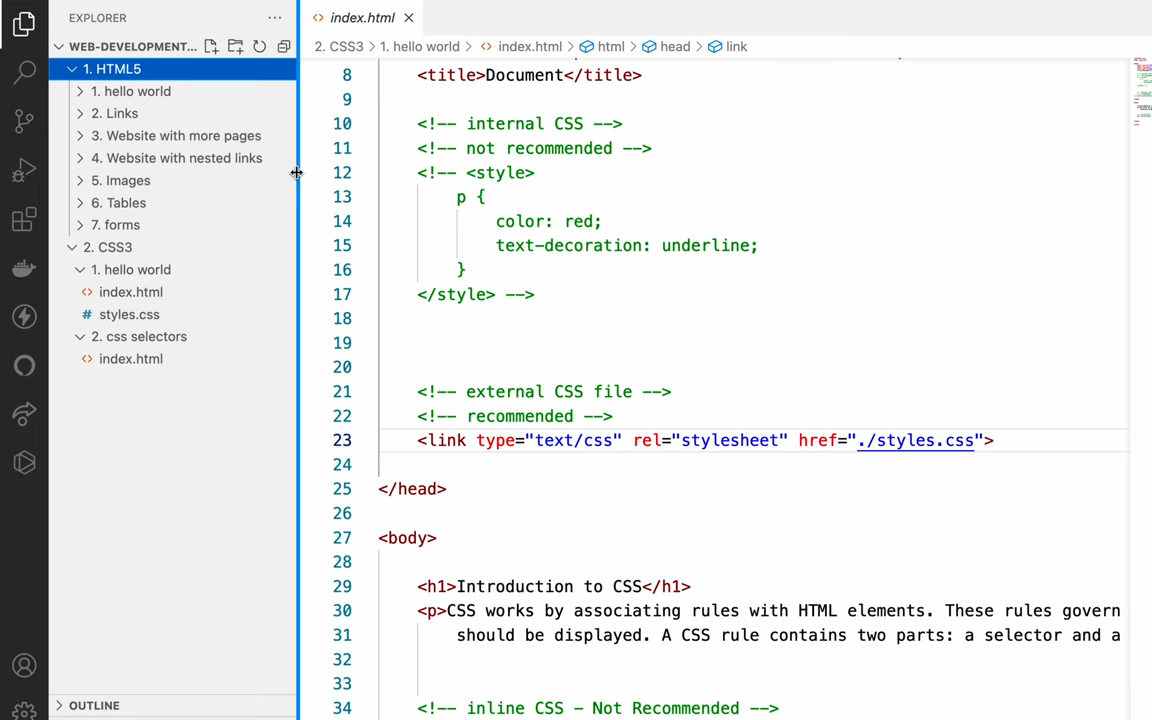 EXPLORER
WEB-DEVELOPMENT...
1. HTML5
1. hello world
2. Links
3. Website with more pages
4. Website with nested links
5. Images
6. Tables
7. forms
2. CSS3
1. hello world
index.html
# styles.css
2. css selectors
index.html
OUTLINE
index.html
2. CSS3 > 1. hello world > index.html > html > head > link
8 <title>Document</title>
9
10 <!-- internal CSS -->
11 <!-- not recommended -->
12 <!-- <style>
13 p {
14 color: red;
15 text-decoration: underline;
16 }
17 </style> -->
18
19
20
21 <!-- external CSS file -->
22 <!-- recommended -->
23 <link type="text/css" rel="stylesheet" href="./styles.css">
24
25 </head>
26
27 <body>
28
29 <h1>Introduction to CSS</h1>
30 <p>CSS works by associating rules with HTML elements. These rules govern
31 should be displayed. A CSS rule contains two parts: a selector and a
32
33
34 <!-- inline CSS - Not Recommended -->